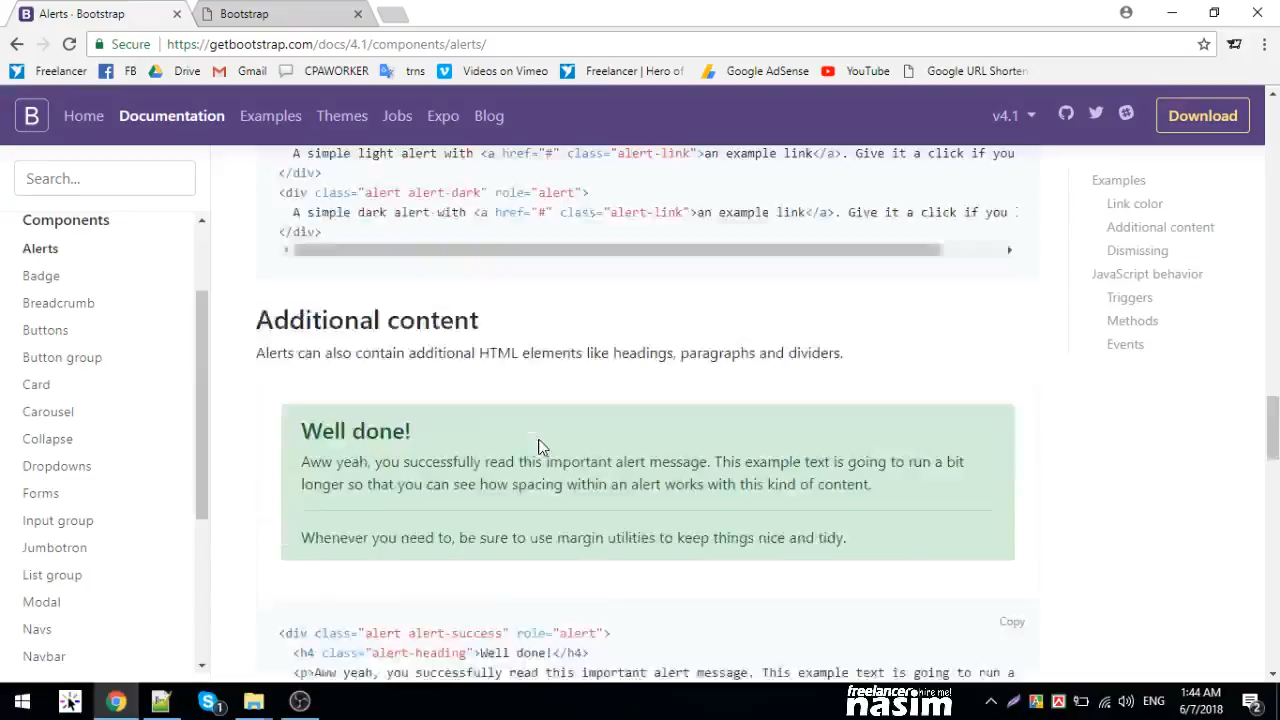 Alerts · Bootstrap
Bootstrap
Secure https://getbootstrap.com/docs/4.1/components/alerts/
Freelancer FB Drive Gmail CPAWORKER trns Videos on Vimeo Freelancer | Hero of Google AdSense YouTube Google URL Shorten
B Home Documentation Examples Themes Jobs Expo Blog v4.1 Download
Search...
Components
Alerts
Badge
Breadcrumb
Buttons
Button group
Card
Carousel
Collapse
Dropdowns
Forms
Input group
Jumbotron
List group
Modal
Navs
Navbar
A simple light alert with <a href="#" class="alert-link">an example link</a>. Give it a click if you
</div>
<div class="alert alert-dark" role="alert">
A simple dark alert with <a href="#" class="alert-link">an example link</a>. Give it a click if you
</div>
Additional content
Alerts can also contain additional HTML elements like headings, paragraphs and dividers.
Well done!
Aww yeah, you successfully read this important alert message. This example text is going to run a bit
longer so that you can see how spacing within an alert works with this kind of content.
Whenever you need to, be sure to use margin utilities to keep things nice and tidy.
Copy
<div class="alert alert-success" role="alert">
<h4 class="alert-heading">Well done!</h4>
<p>Aww yeah, you successfully read this important alert message. This example text is going to run a
Examples
Link color
Additional content
Dismissing
JavaScript behavior
Triggers
Methods
Events
freelancer hire me!
nasim
1
ENG
1:44 AM
6/7/2018
2